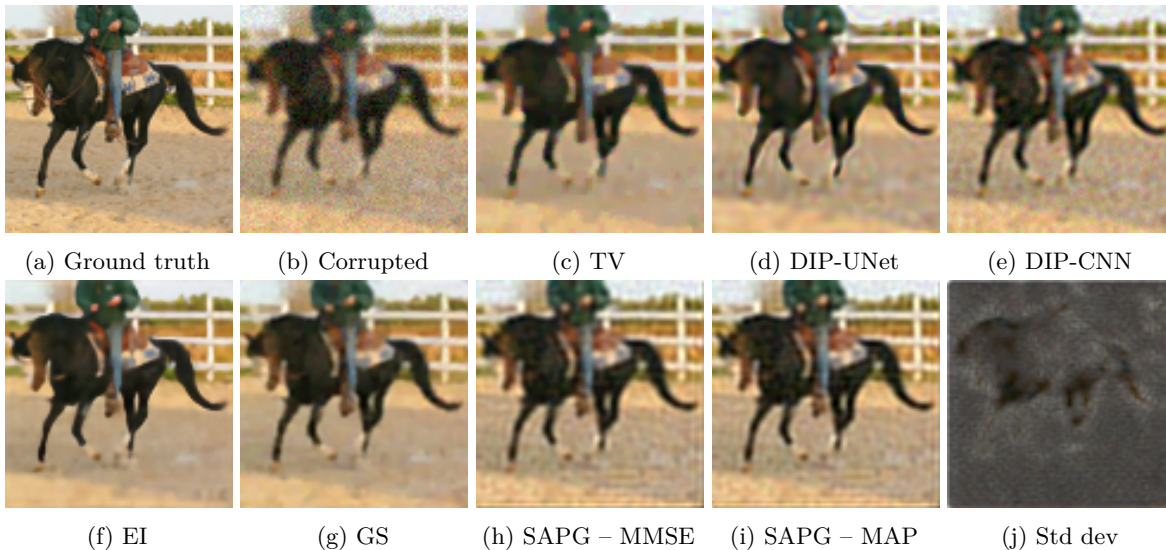 (a) Ground truth
(b) Corrupted
(c) TV
(d) DIP-UNet
(e) DIP-CNN
(f) EI
(g) GS
(h) SAPG – MMSE
(i) SAPG – MAP
(j) Std dev